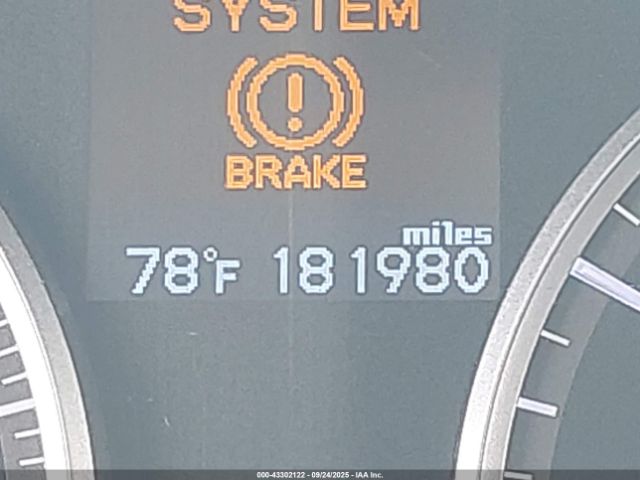 SYSTEM
!
BRAKE
miles
78°F 181980
000-43302122 - 09/24/2025 - IAA Inc.